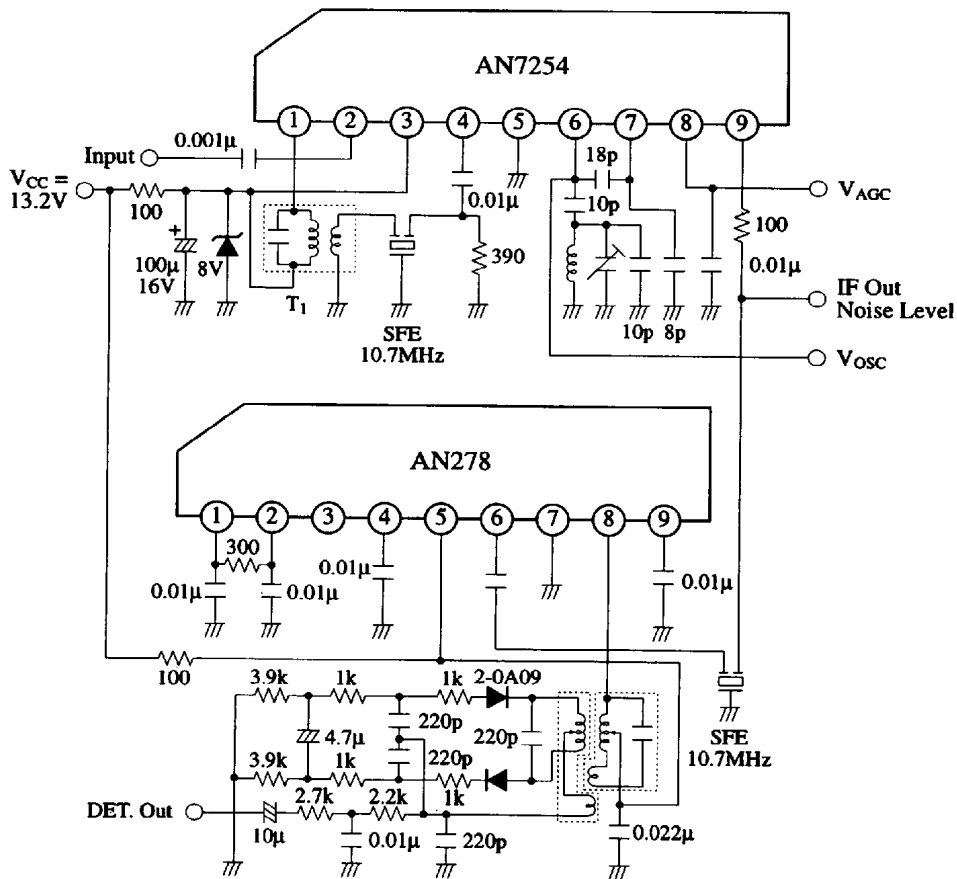 AN7254
1 2 3 4 5 6 7 8 9
Input
0.001μ
18p
V_CC =
13.2V
100
0.01μ
10p
V_AGC
100
+
100μ
16V
8V
390
0.01μ
T1
10p 8p
IF Out
Noise Level
SFE
10.7MHz
V_OSC
AN278
1 2 3 4 5 6 7 8 9
300
0.01μ
0.01μ
0.01μ
0.01μ
100
3.9k
1k
1k
2-0A09
220p
4.7μ
220p
220p
SFE
10.7MHz
3.9k
1k
1k
DET. Out
10μ
2.7k
2.2k
0.01μ
220p
0.022μ